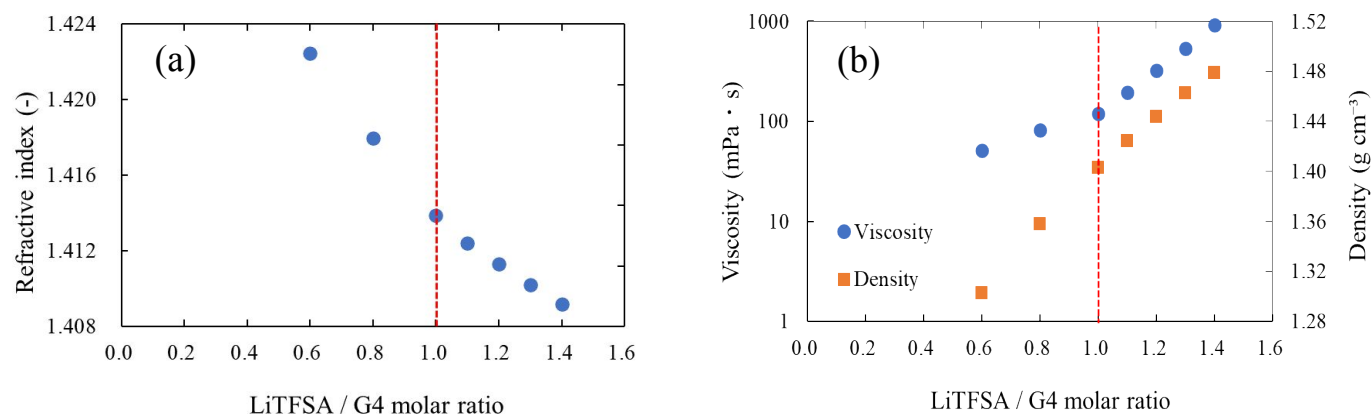 (a)
Refractive index (-)
1.424
1.420
1.416
1.412
1.408
0.0 0.2 0.4 0.6 0.8 1.0 1.2 1.4 1.6
LiTFSA / G4 molar ratio
(b)
Viscosity (mPa・s)
1000
100
10
1
Viscosity
Density
1.52
1.48
1.44
1.40
1.36
1.32
1.28
Density (g cm⁻³)
0.0 0.2 0.4 0.6 0.8 1.0 1.2 1.4 1.6
LiTFSA / G4 molar ratio